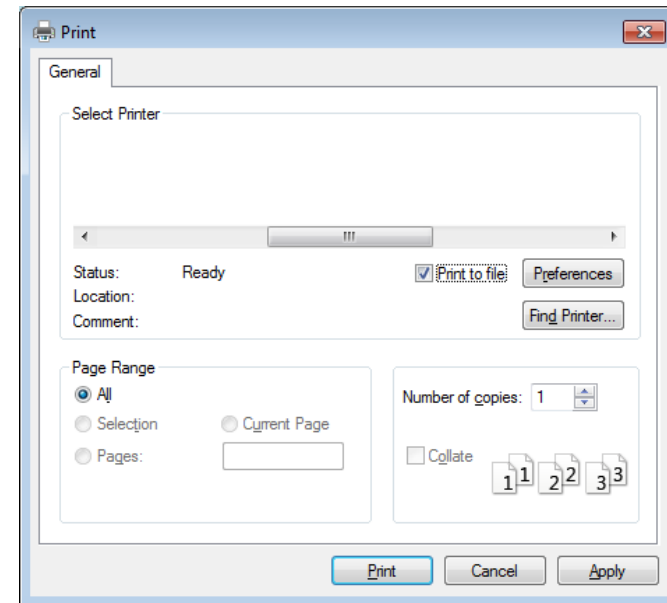 Print
General
Select Printer
Status: Ready
Print to file
Preferences
Location:
Comment:
Find Printer...
Page Range
All
Selection
Current Page
Pages:
Number of copies: 1
Collate
1 1 2 2 3 3
Print Cancel Apply